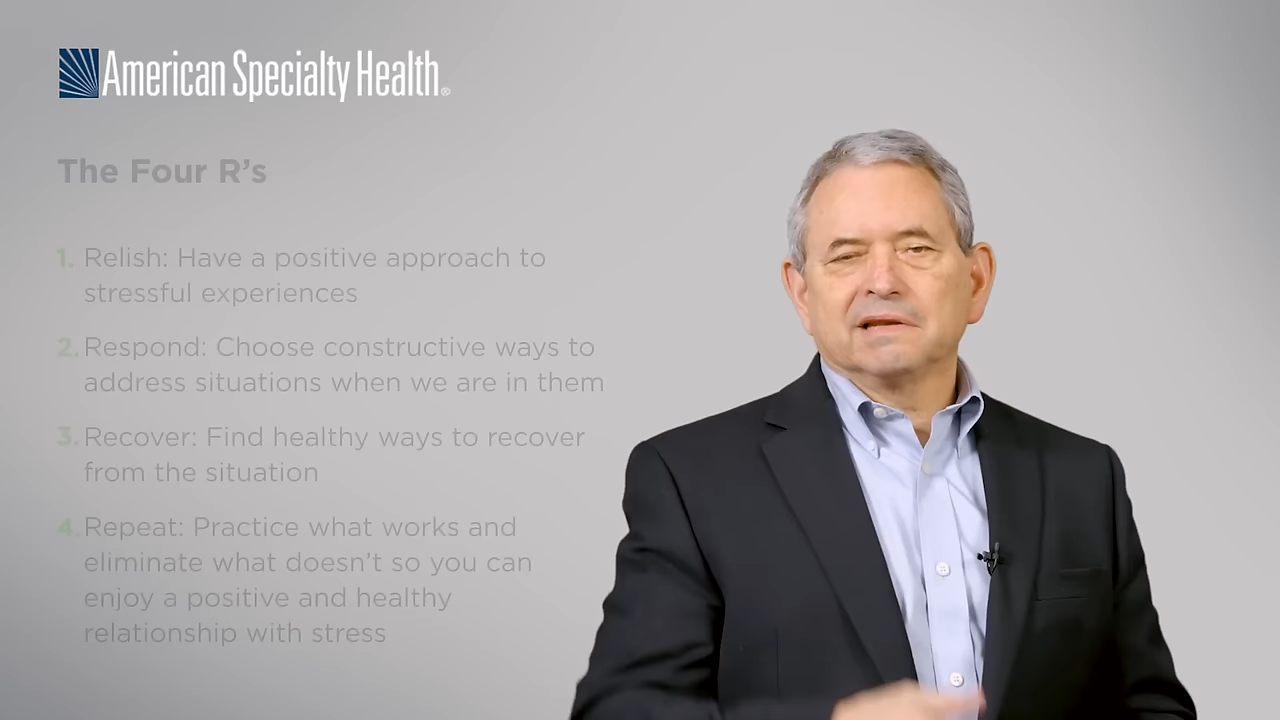 American Specialty Health®
The Four R's
1. Relish: Have a positive approach to
stressful experiences
2. Respond: Choose constructive ways to
address situations when we are in them
3. Recover: Find healthy ways to recover
from the situation
4. Repeat: Practice what works and
eliminate what doesn't so you can
enjoy a positive and healthy
relationship with stress